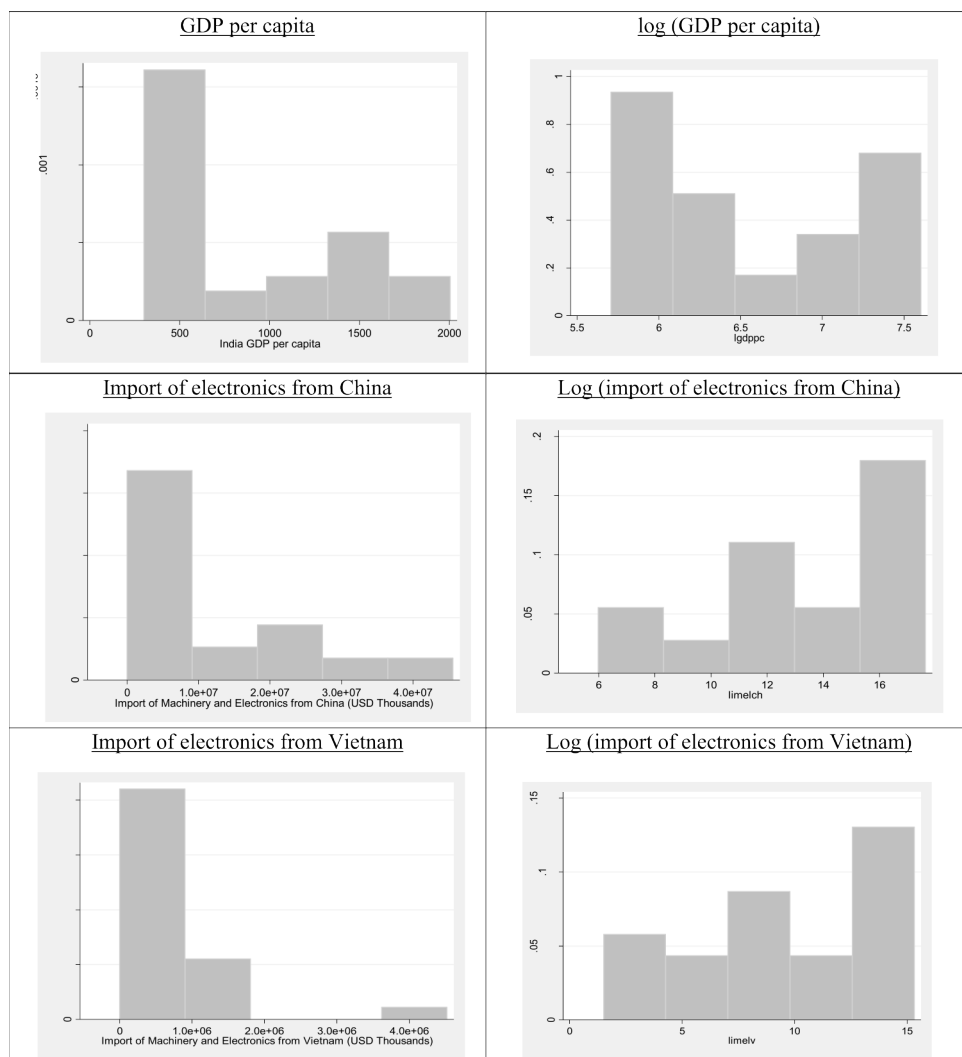 GDP per capita
.001
0
0 500 1000 1500 2000
India GDP per capita
log (GDP per capita)
1
.8
.6
.4
.2
0
5.5 6 6.5 7 7.5
lgdppc
Import of electronics from China
0
0 1.0e+07 2.0e+07 3.0e+07 4.0e+07
Import of Machinery and Electronics from China (USD Thousands)
Log (import of electronics from China)
.2
.15
.1
.05
0
6 8 10 12 14 16
limelch
Import of electronics from Vietnam
0
0 1.0e+06 2.0e+06 3.0e+06 4.0e+06
Import of Machinery and Electronics from Vietnam (USD Thousands)
Log (import of electronics from Vietnam)
.15
.1
.05
0
0 5 10 15
limelv